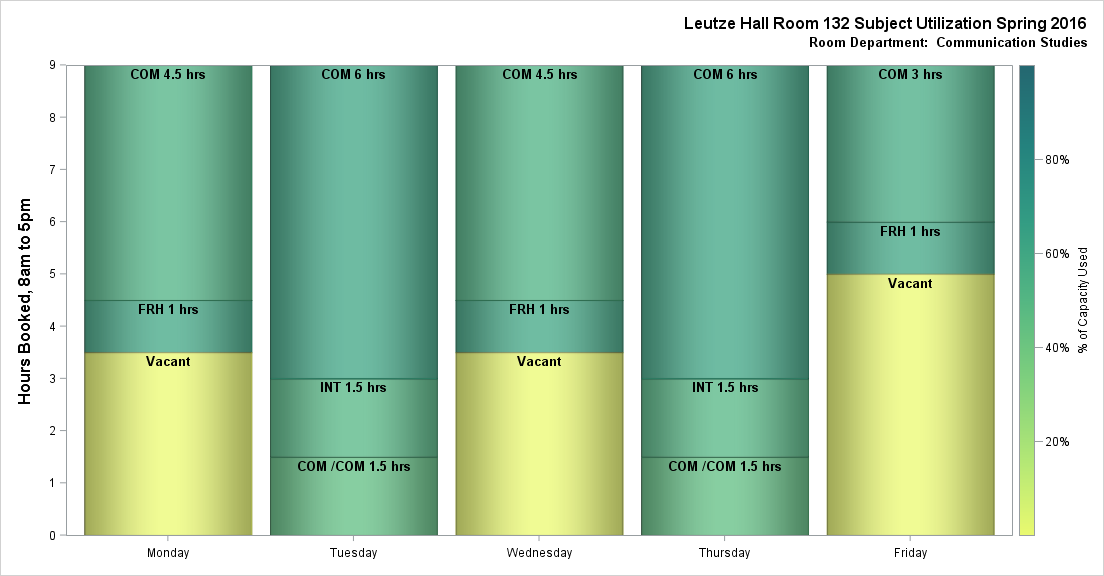 Leutze Hall Room 132 Subject Utilization Spring 2016
Room Department:  Communication Studies
Hours Booked, 8am to 5pm
9
8
7
6
5
4
3
2
1
0
COM 4.5 hrs
FRH 1 hrs
Vacant
COM 6 hrs
INT 1.5 hrs
COM /COM 1.5 hrs
COM 4.5 hrs
FRH 1 hrs
Vacant
COM 6 hrs
INT 1.5 hrs
COM /COM 1.5 hrs
COM 3 hrs
FRH 1 hrs
Vacant
Monday
Tuesday
Wednesday
Thursday
Friday
80%
60%
40%
20%
% of Capacity Used